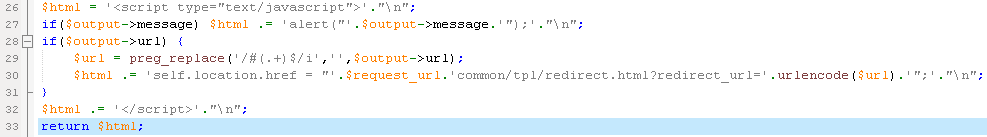 26 $html = '<script type="text/javascript">'."\n";
27 if($output->message) $html .= 'alert("'.$output->message.'");'."\n";
28 if($output->url) {
29 $url = preg_replace('/#(.+)$/i','',$output->url);
30 $html .= 'self.location.href = "'.$request_url.'common/tpl/redirect.html?redirect_url='.urlencode($url).'";'."\n";
31 }
32 $html .= '</script>'."\n";
33 return $html;